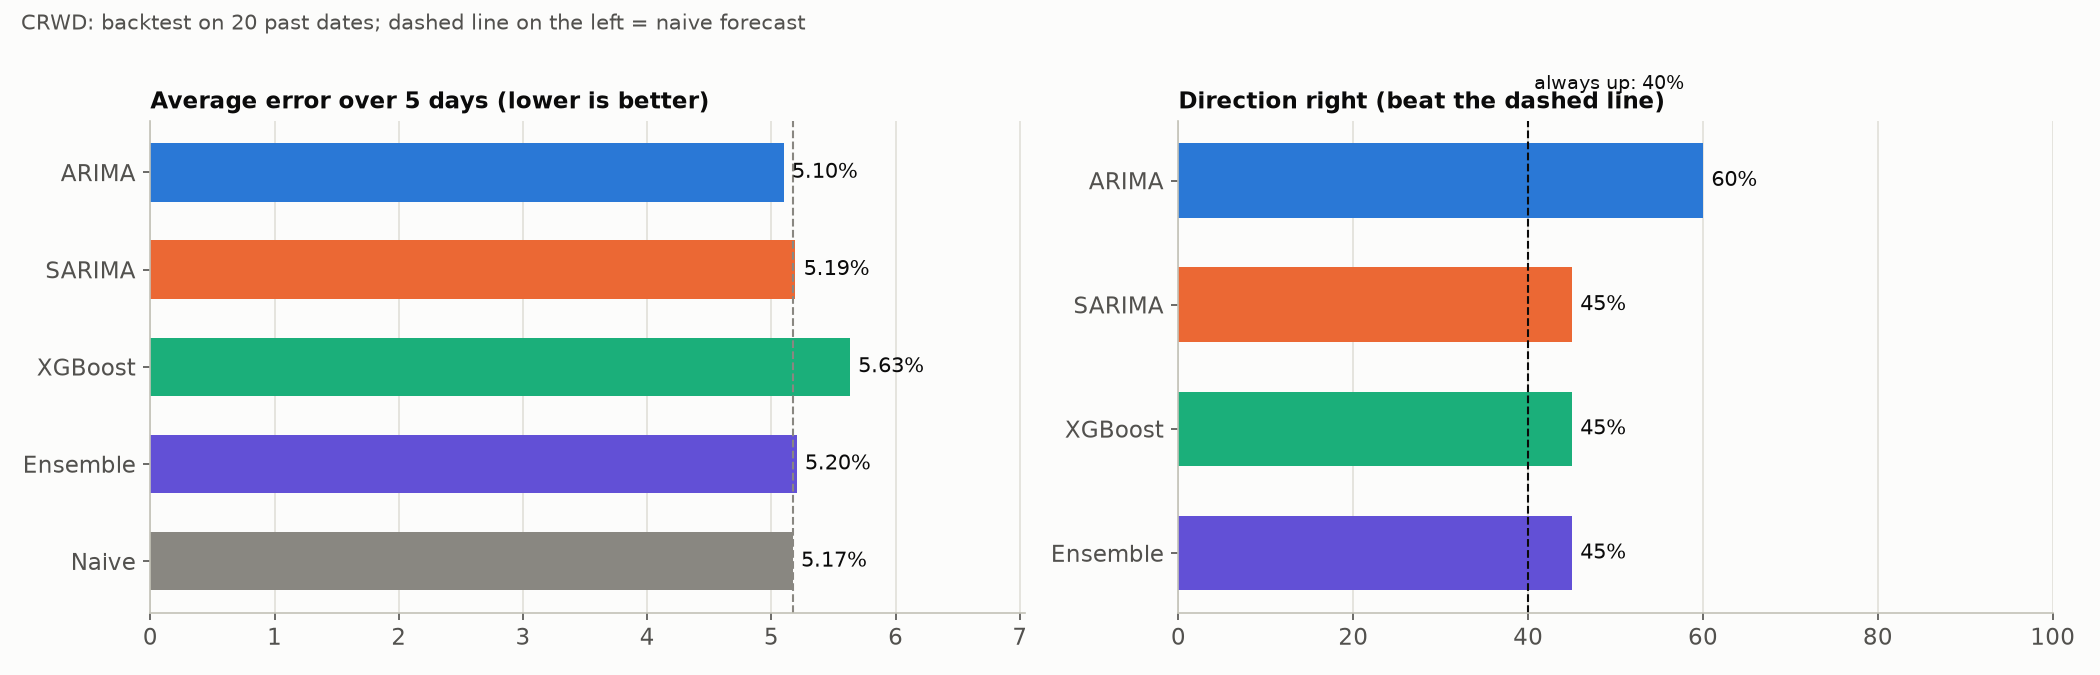 CRWD: backtest on 20 past dates; dashed line on the left = naive forecast
Average error over 5 days (lower is better)
ARIMA
5.10%
SARIMA
5.19%
XGBoost
5.63%
Ensemble
5.20%
Naive
5.17%
0 1 2 3 4 5 6 7
always up: 40%
Direction right (beat the dashed line)
ARIMA
60%
SARIMA
45%
XGBoost
45%
Ensemble
45%
0 20 40 60 80 100